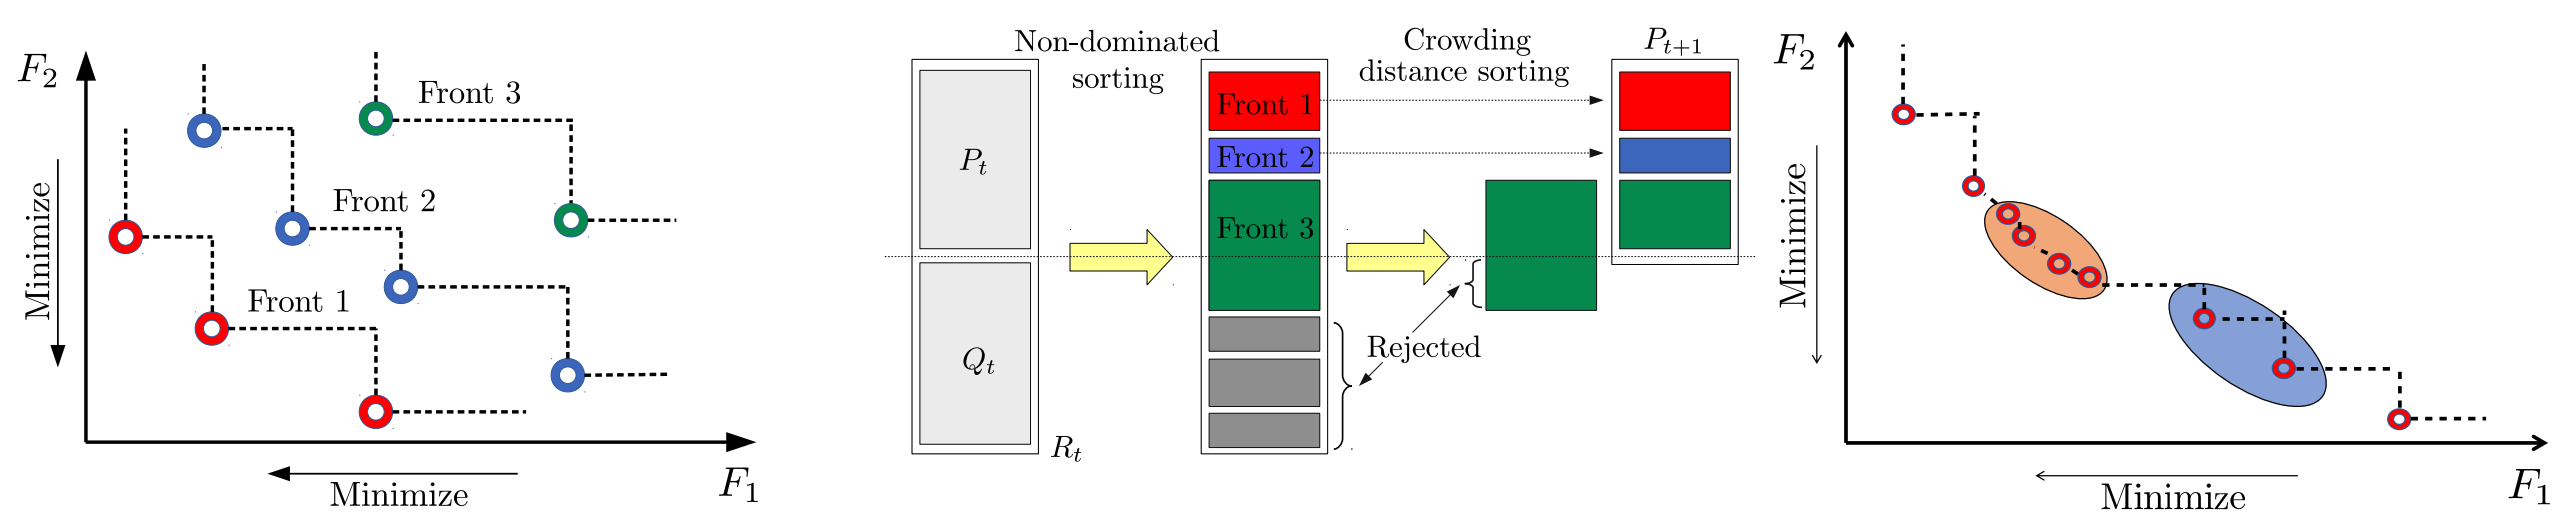 F₂
Minimize
Front 3
Front 2
Front 1
Minimize
F₁
Non-dominated
sorting
Crowding
distance sorting
Pₜ₊₁
Pₜ
Qₜ
Rₜ
Front 1
Front 2
Front 3
Rejected
F₂
Minimize
Minimize
F₁